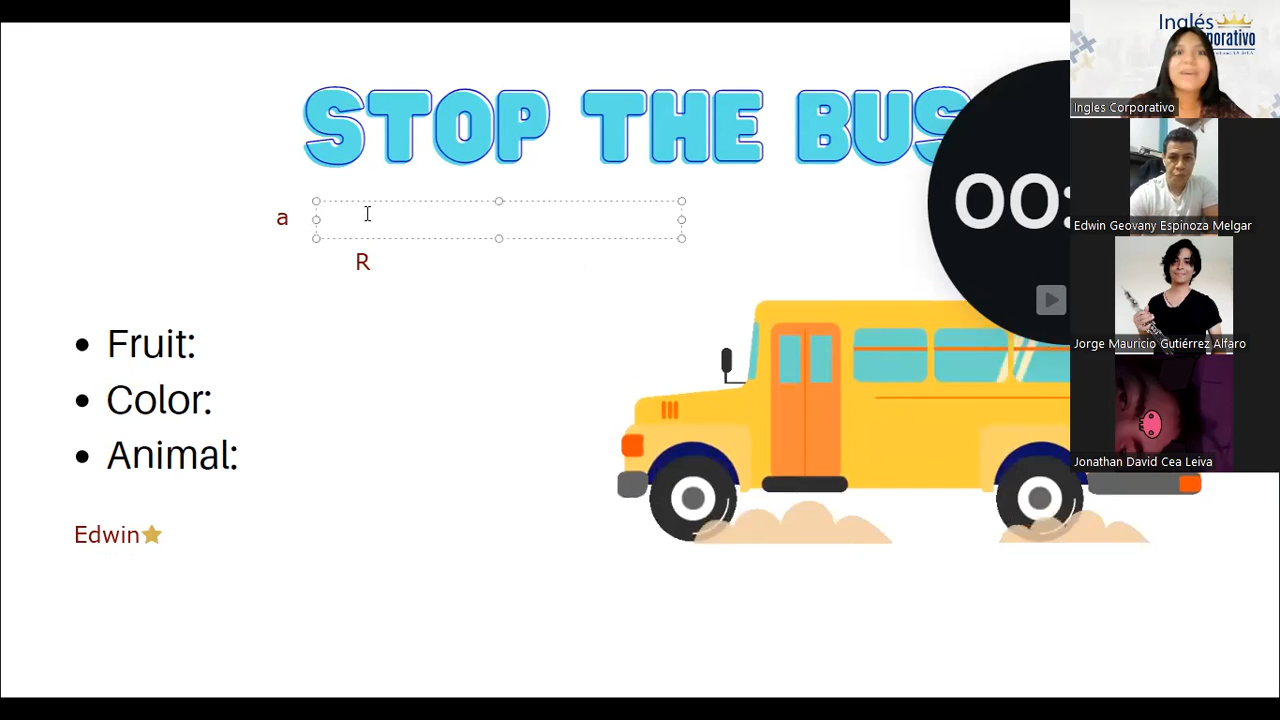 STOP THE BUS
00:
a
R
Fruit:
Color:
Animal:
Edwin
Inglés
Ingles Corporativo
Edwin Geovany Espinoza Melgar
Jorge Mauricio Gutiérrez Alfaro
Jonathan David Cea Leiva